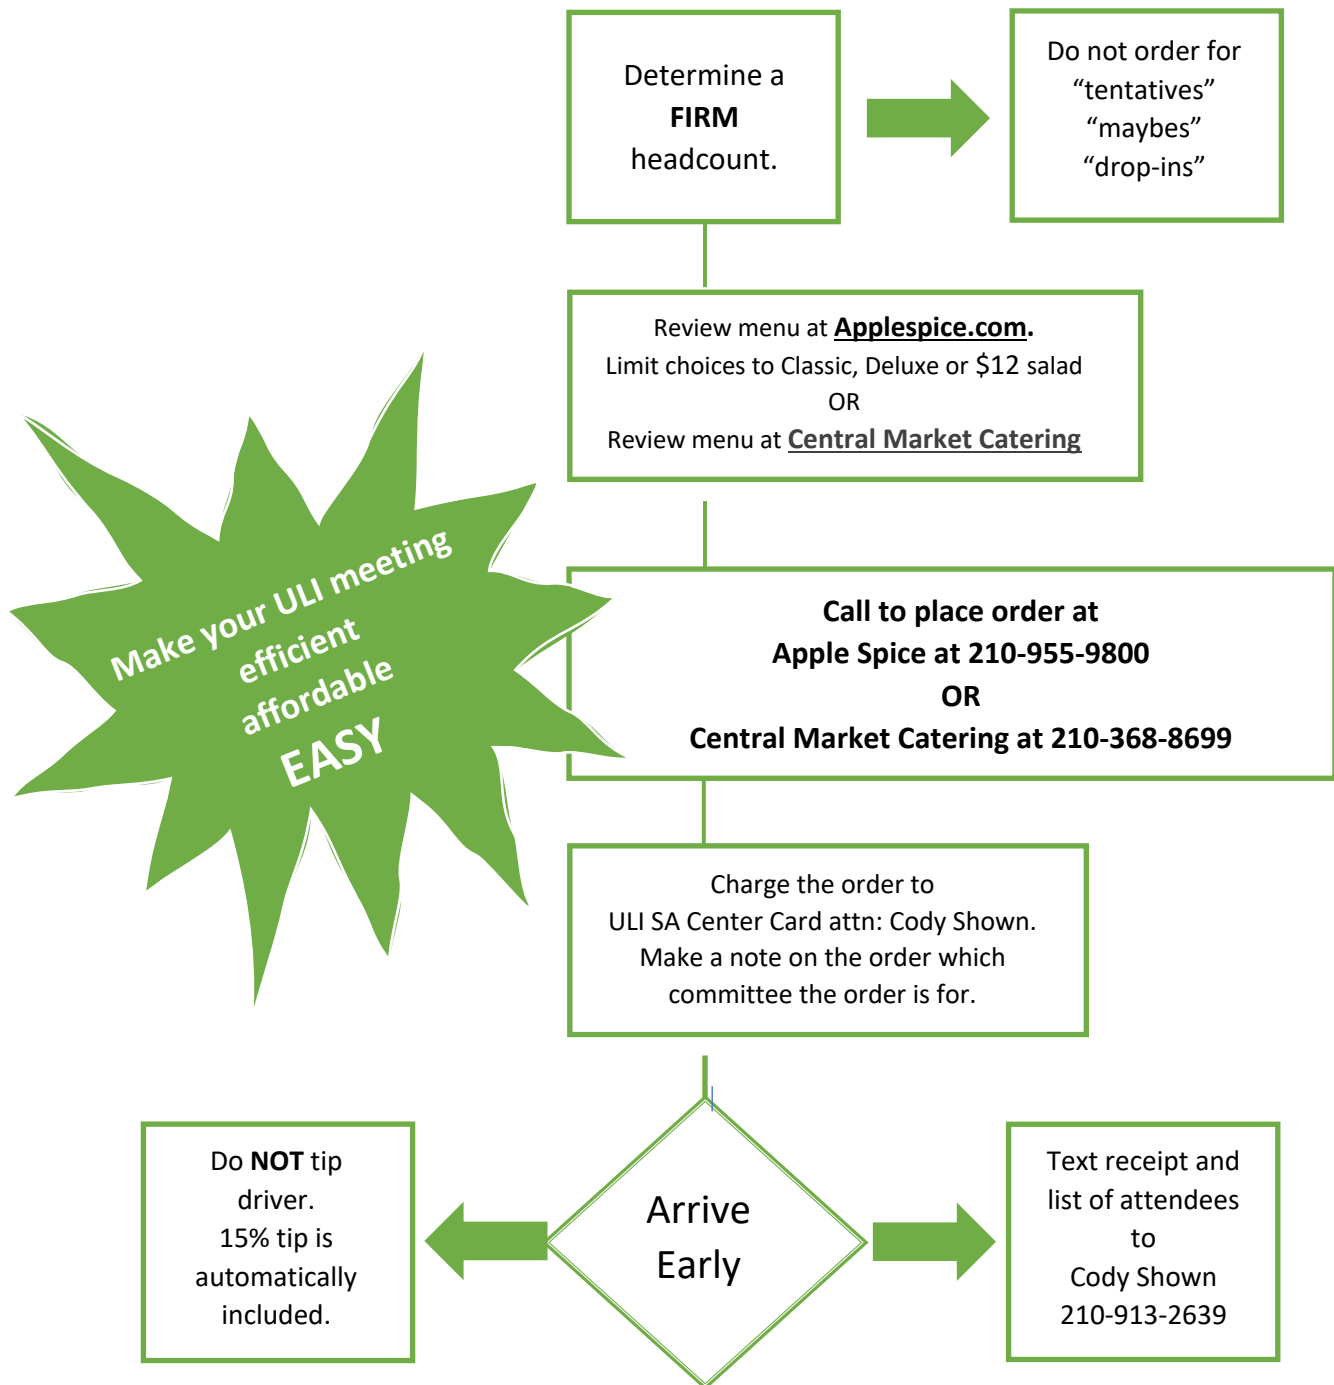 Determine a
FIRM
headcount.
Do not order for
“tentatives”
“maybes”
“drop-ins”
Review menu at Applespice.com.
Limit choices to Classic, Deluxe or $12 salad
OR
Review menu at Central Market Catering
Make your ULI meeting
efficient
affordable
EASY
Call to place order at
Apple Spice at 210-955-9800
OR
Central Market Catering at 210-368-8699
Charge the order to
ULI SA Center Card attn: Cody Shown.
Make a note on the order which
committee the order is for.
Do NOT tip
driver.
15% tip is
automatically
included.
Arrive
Early
Text receipt and
list of attendees
to
Cody Shown
210-913-2639